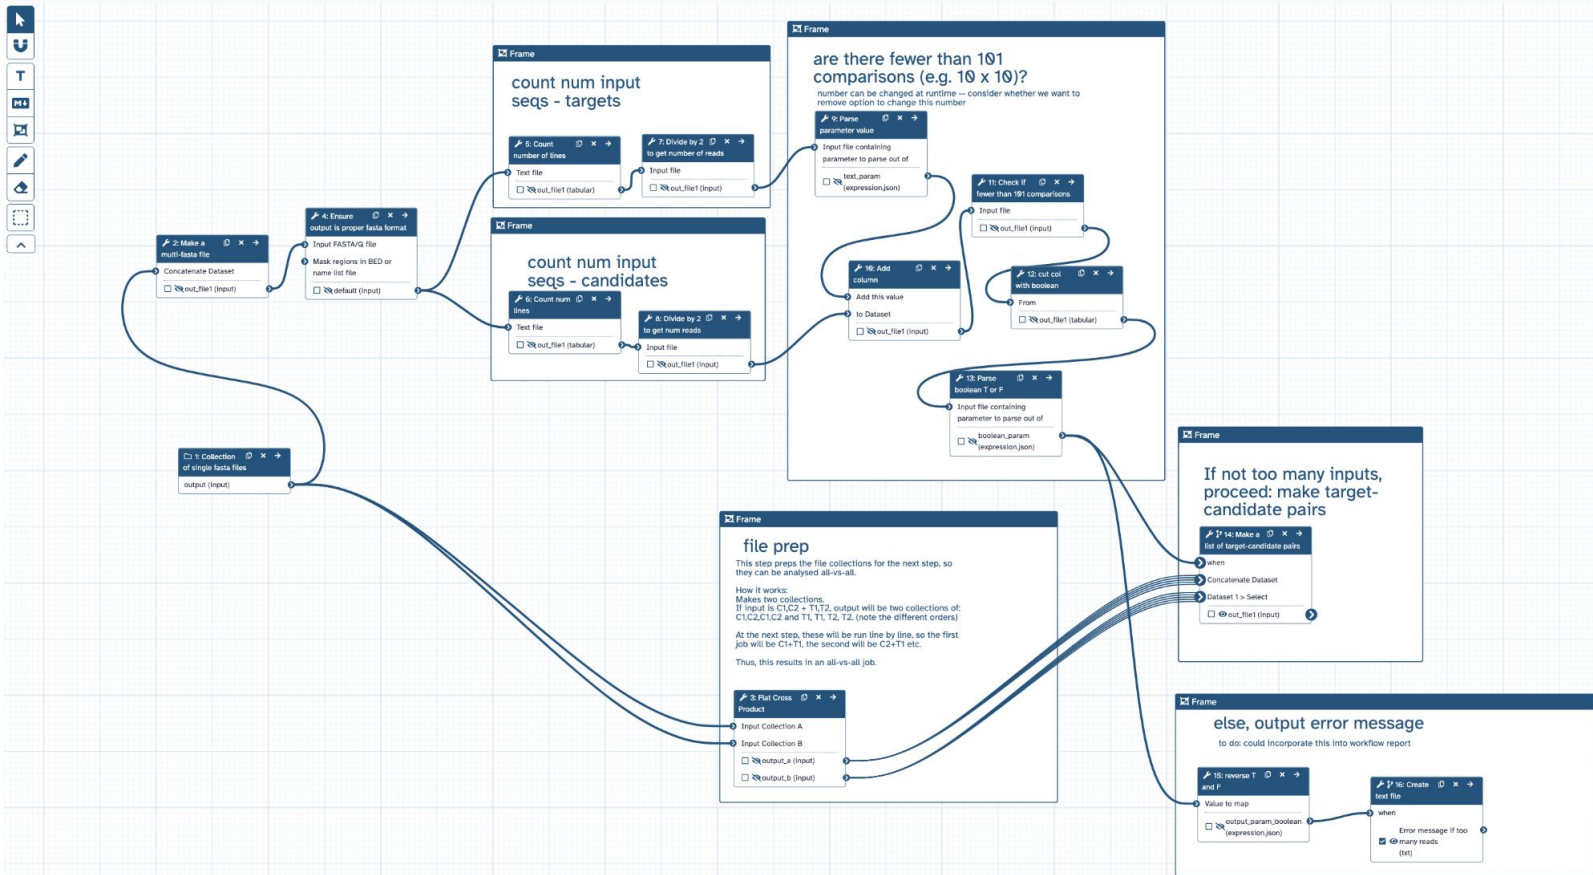 T
M
Frame
count num input
seqs - targets
5: Count
number of lines
Text file
out_file1 (tabular)
7: Divide by 2
to get number of reads
Input file
out_file1 (input)
Frame
count num input
seqs - candidates
6: Count num
lines
Text file
out_file1 (tabular)
8: Divide by 2
to get num reads
Input file
out_file1 (input)
Frame
are there fewer than 101
comparisons (e.g. 10 x 10)?
number can be changed at runtime -- consider whether we want to
remove option to change this number
9: Parse
parameter value
Input file containing
parameter to parse out of
text_param
(expression.json)
11: Check if
fewer than 101 comparisons
Input file
out_file1 (input)
10: Add
column
Add this value
to Dataset
out_file1 (input)
12: cut col
with boolean
From
out_file1 (tabular)
13: Parse
boolean T or F
Input file containing
parameter to parse out of
boolean_param
(expression.json)
2: Make a
multi-fasta file
Concatenate Dataset
out_file1 (input)
4: Ensure
output is proper fasta format
Input FASTA/Q file
Mask regions in BED or
name list file
default (input)
1: Collection
of single fasta files
output (input)
Frame
file prep
This step preps the file collections for the next step, so
they can be analysed all-vs-all.
How it works:
Makes two collections.
If input is C1,C2 + T1,T2, output will be two collections of:
C1,C2,C1,C2 and T1, T1, T2, T2. (note the different orders)
At the next step, these will be run line by line, so the first
job will be C1+T1, the second will be C2+T1 etc.
Thus, this results in an all-vs-all job.
3: Flat Cross
Product
Input Collection A
Input Collection B
output_a (input)
output_b (input)
Frame
If not too many inputs,
proceed: make target-
candidate pairs
14: Make a
list of target-candidate pairs
when
Concatenate Dataset
Dataset 1 > Select
out_file1 (input)
Frame
else, output error message
to do: could incorporate this into workflow report
15: reverse T
and F
Value to map
output_param_boolean
(expression.json)
16: Create
text file
when
Error message if too
many reads
(txt)